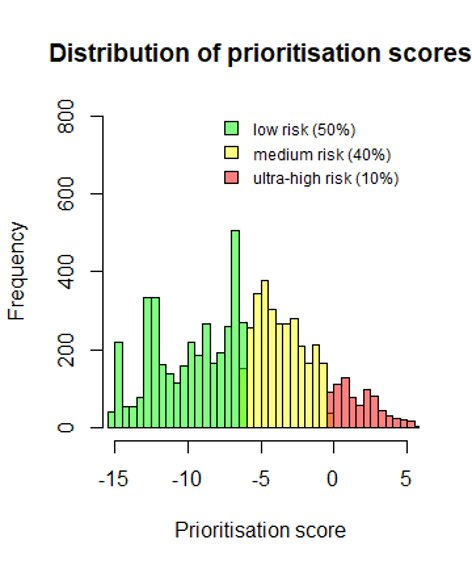 Distribution of prioritisation scores
low risk (50%)
medium risk (40%)
ultra-high risk (10%)
Frequency
800
600
400
200
0
-15 -10 -5 0 5
Prioritisation score